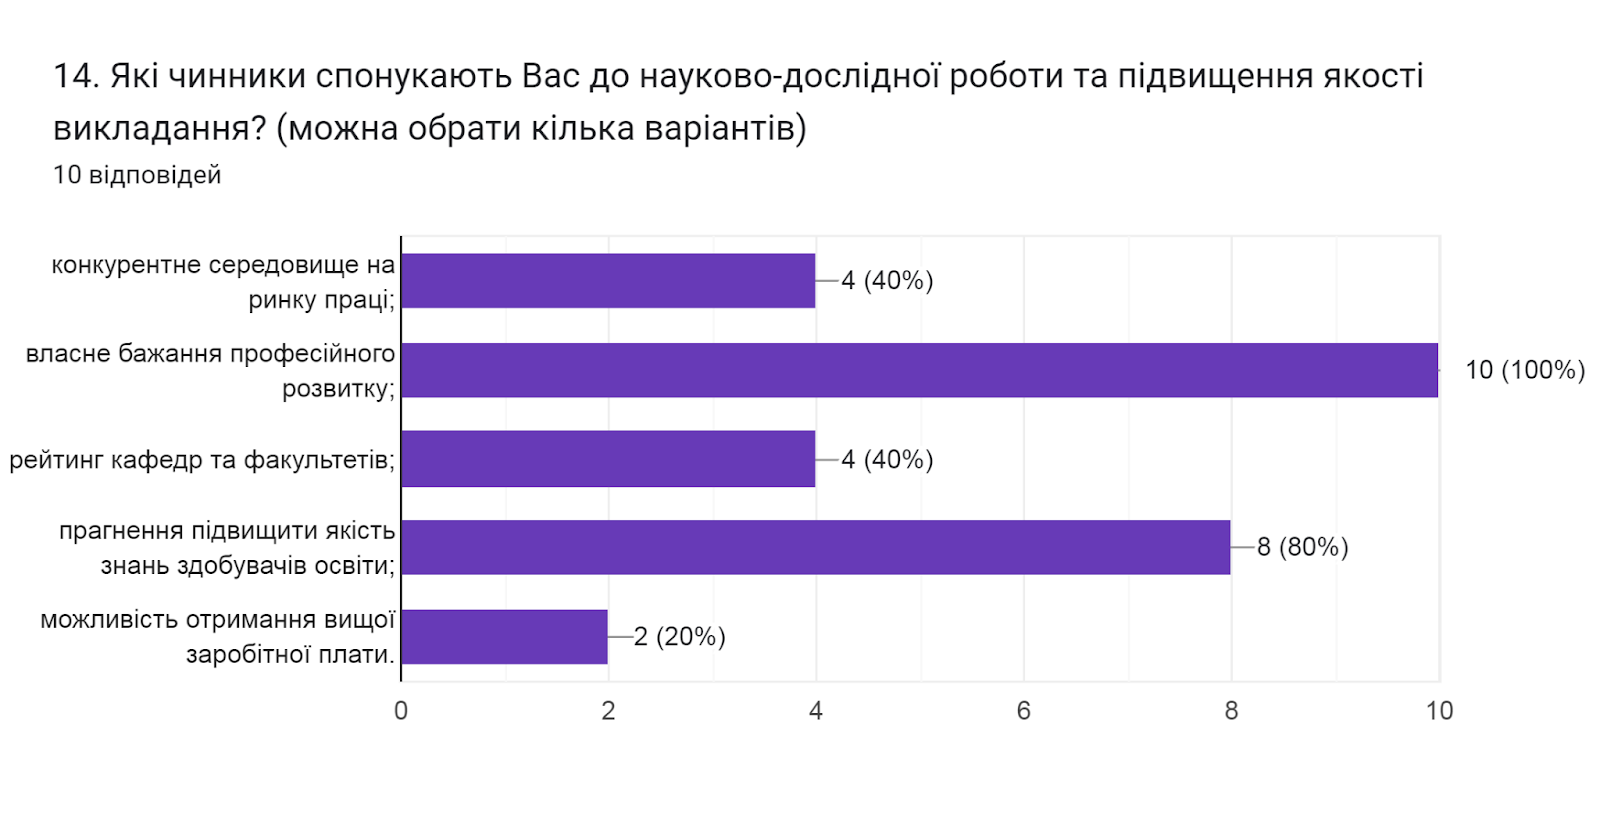 14. Які чинники спонукають Вас до науково-дослідної роботи та підвищення якості
викладання? (можна обрати кілька варіантів)
10 відповідей
конкурентне середовище на
ринку праці;
4 (40%)
власне бажання професійного
розвитку;
10 (100%)
рейтинг кафедр та факультетів;
4 (40%)
прагнення підвищити якість
знань здобувачів освіти;
8 (80%)
можливість отримання вищої
заробітної плати.
2 (20%)
0 2 4 6 8 10